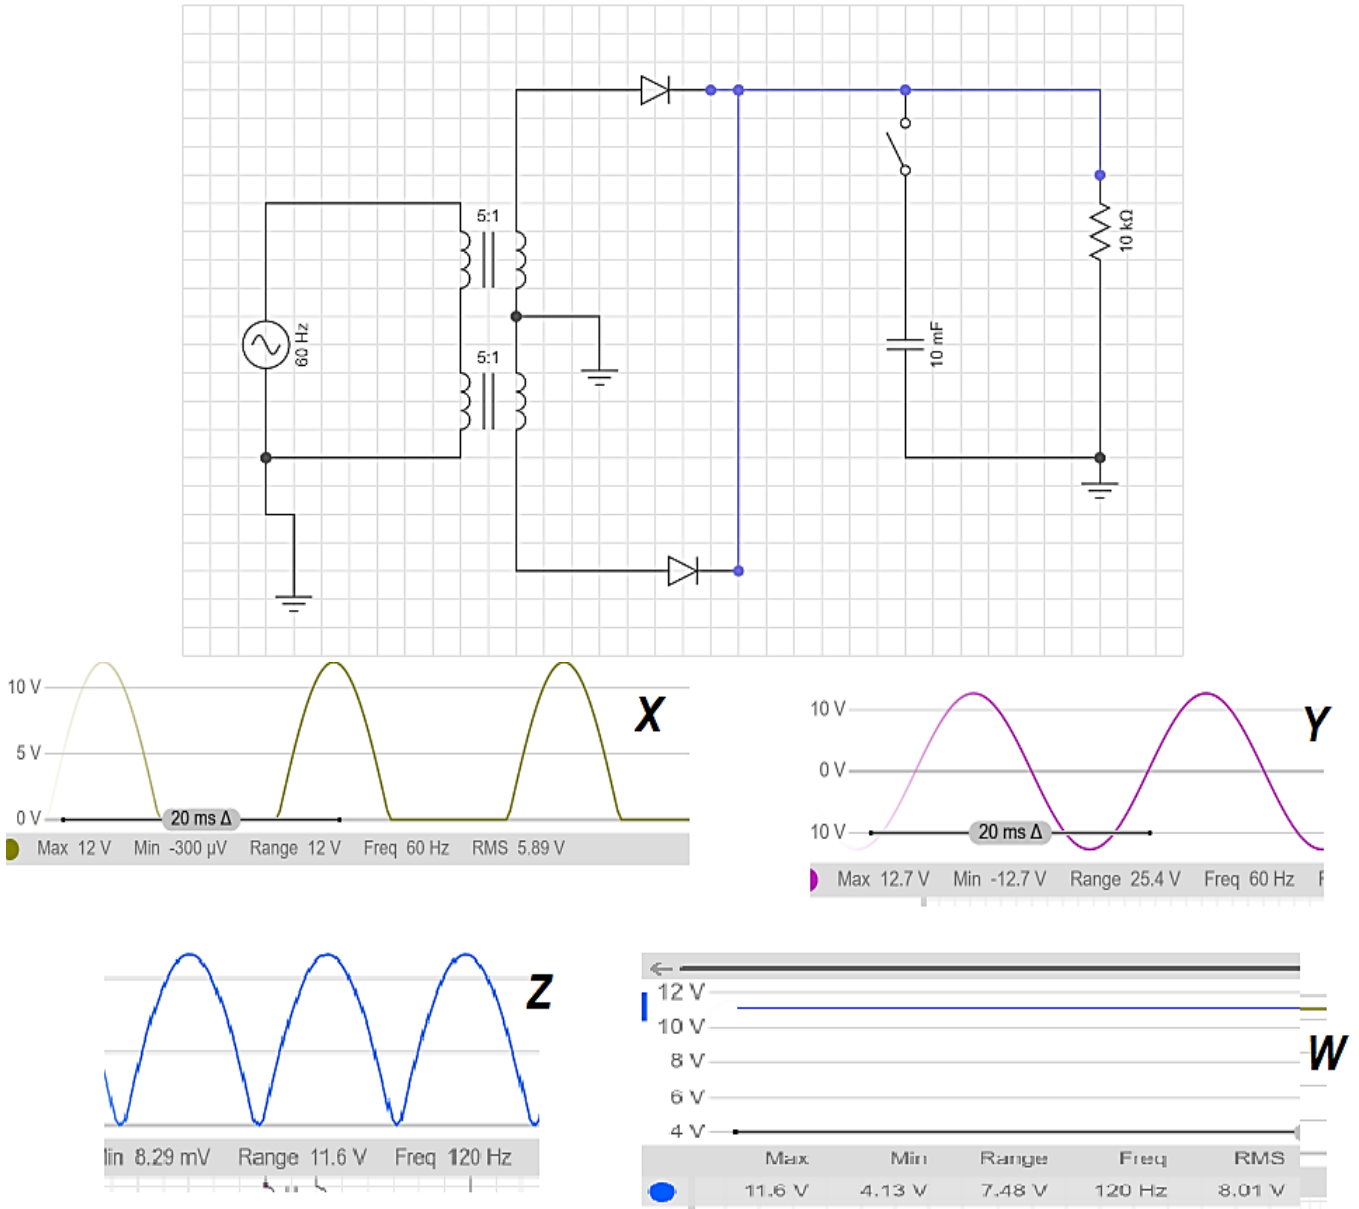 5:1
10 kΩ
60 Hz
5:1
10 mF
10 V
5 V
0 V
20 ms Δ
X
Max 12 V Min -300 µV Range 12 V Freq 60 Hz RMS 5.89 V
10 V
0 V
10 V
20 ms Δ
Y
Max 12.7 V Min -12.7 V Range 25.4 V Freq 60 Hz
Z
in 8.29 mV Range 11.6 V Freq 120 Hz
12 V
10 V
8 V
6 V
4 V
W
Max Min Range Freq RMS
11.6 V 4.13 V 7.48 V 120 Hz 8.01 V